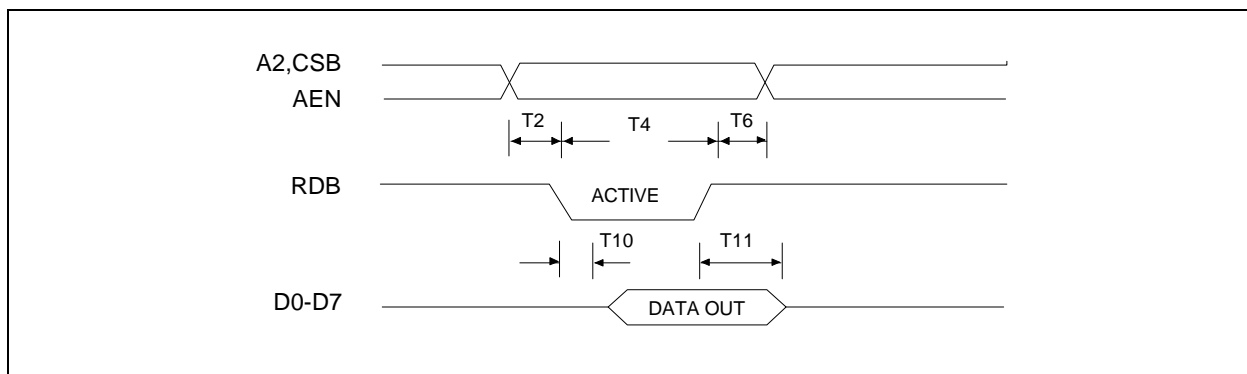 A2,CSB
AEN
T2 T4 T6
RDB
ACTIVE
T10 T11
D0-D7
DATA OUT